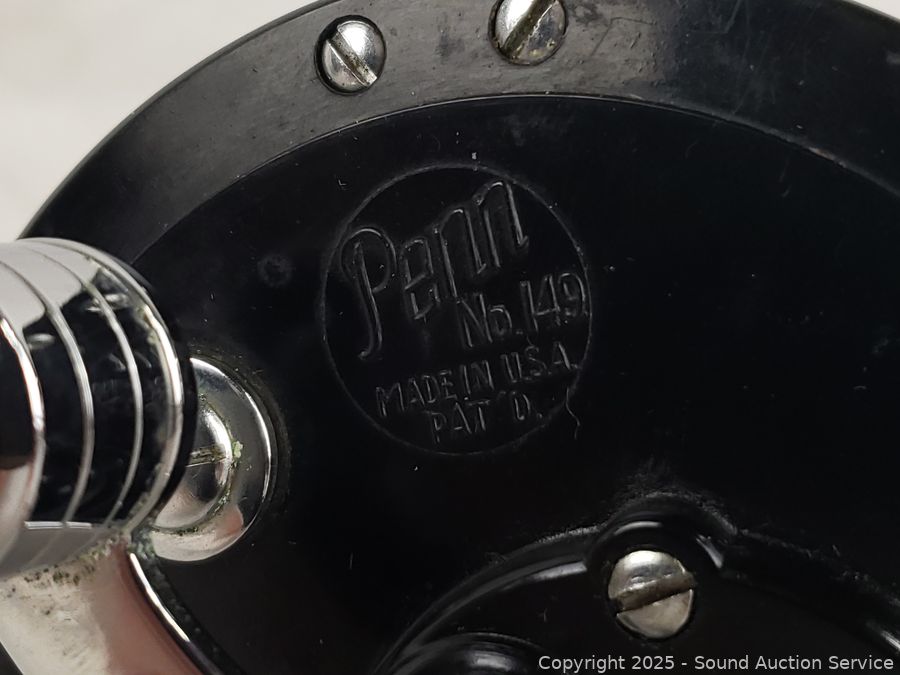 Penn
No. 149
MADE IN U.S.A.
PAT'D.
Copyright 2025 - Sound Auction Service